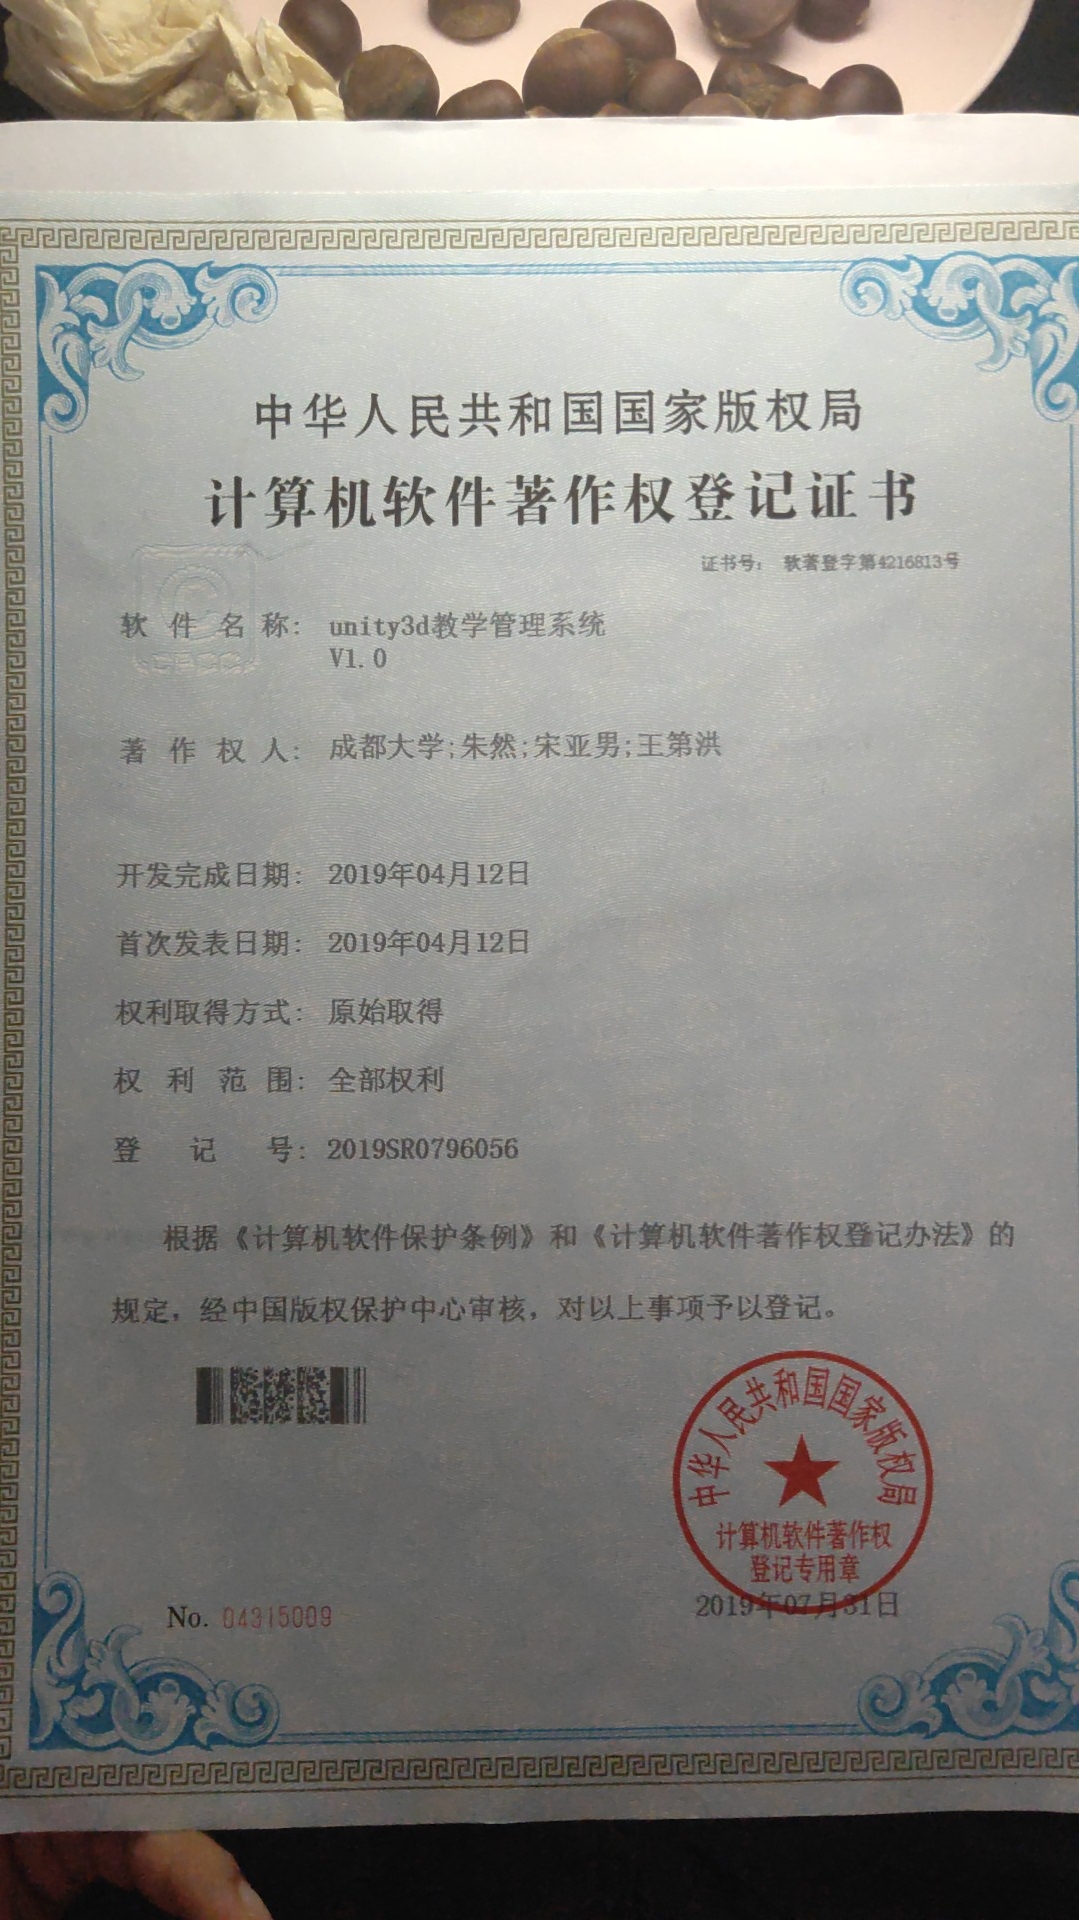 中华人民共和国国家版权局
计算机软件著作权登记证书
证书号： 软著登字第4216813号
软件名称： unity3d教学管理系统
V1.0
著作权人： 成都大学;朱然;宋亚男;王第洪
开发完成日期： 2019年04月12日
首次发表日期： 2019年04月12日
权利取得方式： 原始取得
权利范围： 全部权利
登记号： 2019SR0796056
根据《计算机软件保护条例》和《计算机软件著作权登记办法》的
规定，经中国版权保护中心审核，对以上事项予以登记。
中华人民共和国国家版权局
计算机软件著作权
登记专用章
No. 04315009
2019年07月31日